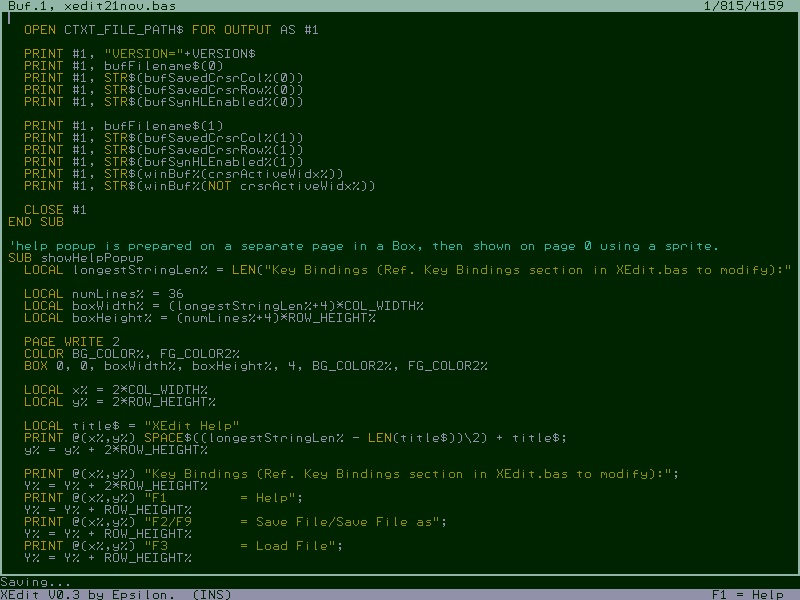 Buf.1, xedit21nov.bas 1/815/4159
OPEN CTXT_FILE_PATH$ FOR OUTPUT AS #1
PRINT #1, "VERSION="+VERSION$
PRINT #1, bufFilename$(0)
PRINT #1, STR$(bufSavedCrsrCol%(0))
PRINT #1, STR$(bufSavedCrsrRow%(0))
PRINT #1, STR$(bufSynHLEnabled%(0))
PRINT #1, bufFilename$(1)
PRINT #1, STR$(bufSavedCrsrCol%(1))
PRINT #1, STR$(bufSavedCrsrRow%(1))
PRINT #1, STR$(bufSynHLEnabled%(1))
PRINT #1, STR$(winBuf%(crsrActiveWidx%))
PRINT #1, STR$(winBuf%(NOT crsrActiveWidx%))
CLOSE #1
END SUB
'help popup is prepared on a separate page in a Box, then shown on page 0 using a sprite.
SUB showHelpPopup
LOCAL longestStringLen% = LEN("Key Bindings (Ref. Key Bindings section in XEdit.bas to modify):"
LOCAL numLines% = 36
LOCAL boxWidth% = (longestStringLen%+4)*COL_WIDTH%
LOCAL boxHeight% = (numLines%+4)*ROW_HEIGHT%
PAGE WRITE 2
COLOR BG_COLOR%, FG_COLOR2%
BOX 0, 0, boxWidth%, boxHeight%, 4, BG_COLOR2%, FG_COLOR2%
LOCAL x% = 2*COL_WIDTH%
LOCAL y% = 2*ROW_HEIGHT%
LOCAL title$ = "XEdit Help"
PRINT @(x%,y%) SPACE$((longestStringLen% - LEN(title$))\2) + title$;
y% = y% + 2*ROW_HEIGHT%
PRINT @(x%,y%) "Key Bindings (Ref. Key Bindings section in XEdit.bas to modify):";
Y% = Y% + 2*ROW_HEIGHT%
PRINT @(x%,y%) "F1         = Help";
Y% = Y% + ROW_HEIGHT%
PRINT @(x%,y%) "F2/F9      = Save File/Save File as";
Y% = Y% + ROW_HEIGHT%
PRINT @(x%,y%) "F3         = Load File";
Y% = Y% + ROW_HEIGHT%
Saving...
XEdit V0.3 by Epsilon.  (INS) F1 = Help